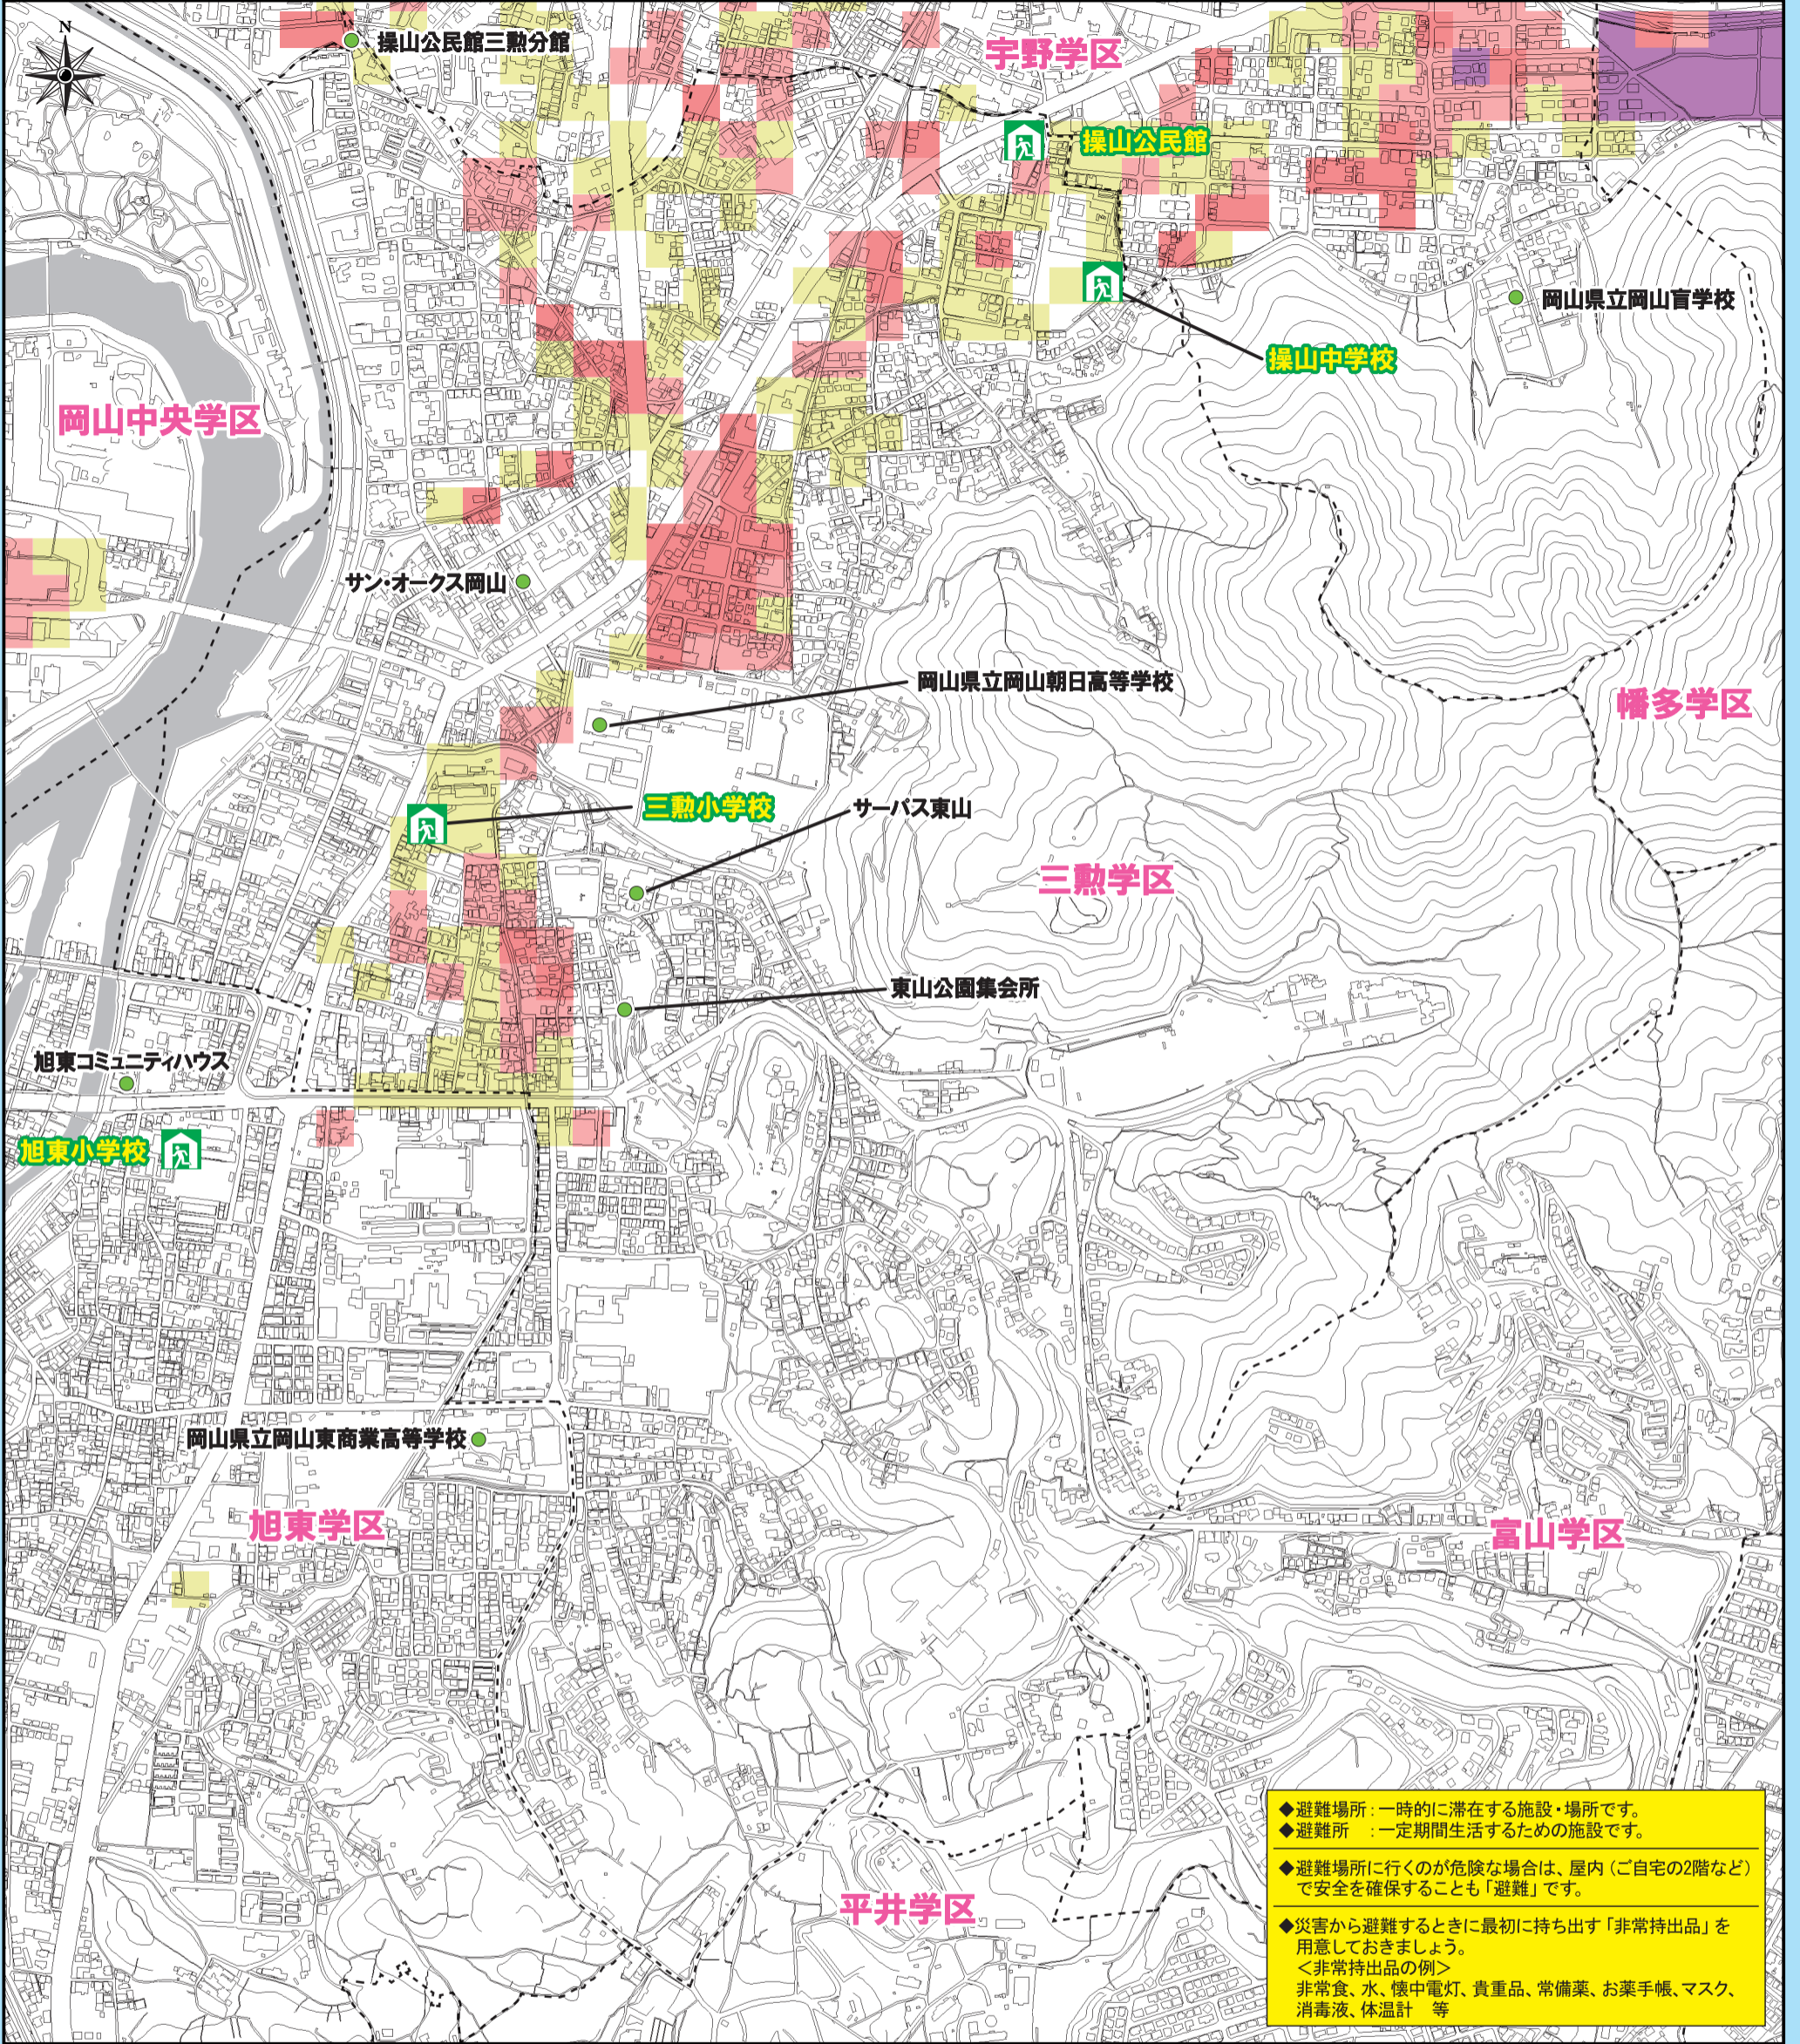 N
操山公民館三勲分館
宇野学区
操山公民館
岡山県立岡山盲学校
操山中学校
岡山中央学区
サン・オークス岡山
岡山県立岡山朝日高等学校
幡多学区
三勲小学校
サーパス東山
三勲学区
東山公園集会所
旭東コミュニティハウス
旭東小学校
岡山県立岡山東商業高等学校
旭東学区
富山学区
平井学区
◆避難場所：一時的に滞在する施設・場所です。
◆避難所　：一定期間生活するための施設です。
◆避難場所に行くのが危険な場合は、屋内（ご自宅の2階など）
で安全を確保することも「避難」です。
◆災害から避難するときに最初に持ち出す「非常持出品」を
用意しておきましょう。
＜非常持出品の例＞
非常食、水、懐中電灯、貴重品、常備薬、お薬手帳、マスク、
消毒液、体温計　等